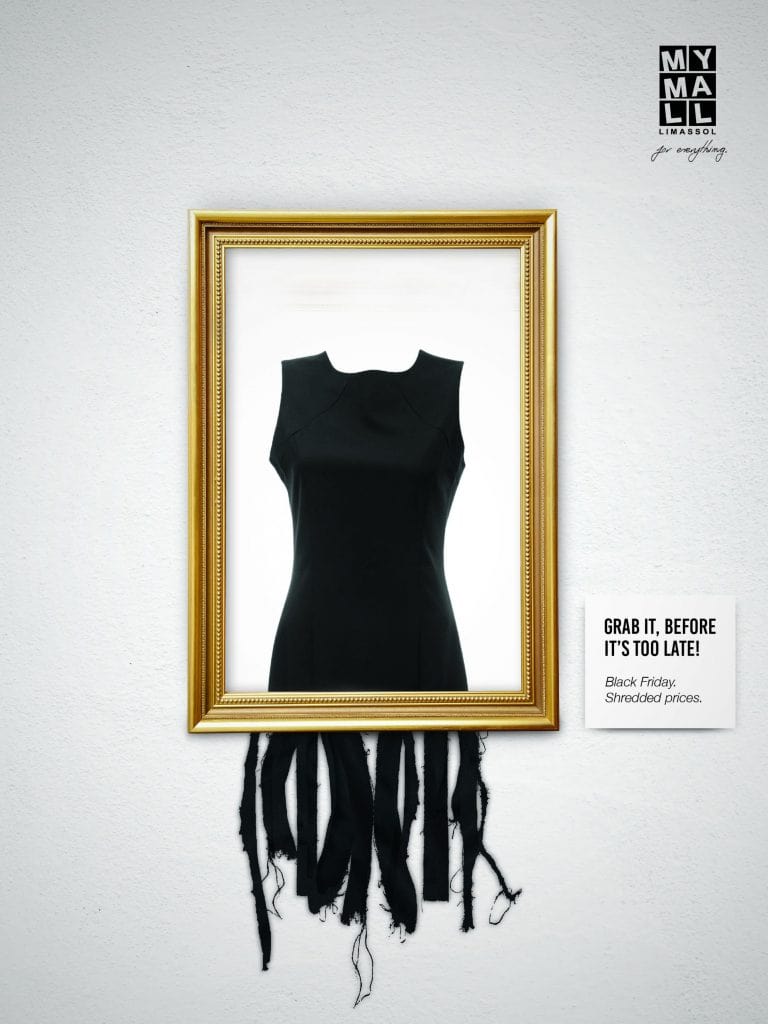 MY
MA
LL
LIMASSOL
for everything.
GRAB IT, BEFORE
IT'S TOO LATE!
Black Friday.
Shredded prices.